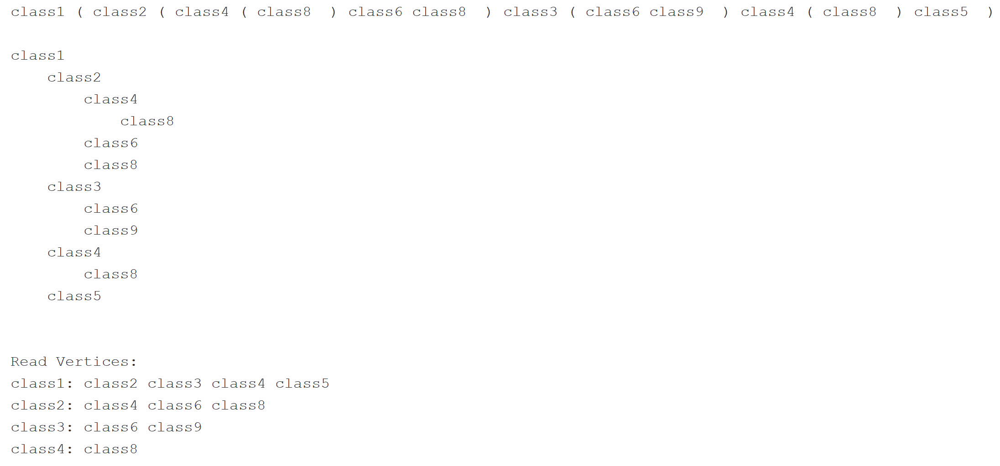 class1 ( class2 ( class4 ( class8  ) class6 class8  ) class3 ( class6 class9  ) class4 ( class8  ) class5  )
class1
    class2
        class4
            class8
        class6
        class8
    class3
        class6
        class9
    class4
        class8
    class5
Read Vertices:
class1: class2 class3 class4 class5
class2: class4 class6 class8
class3: class6 class9
class4: class8